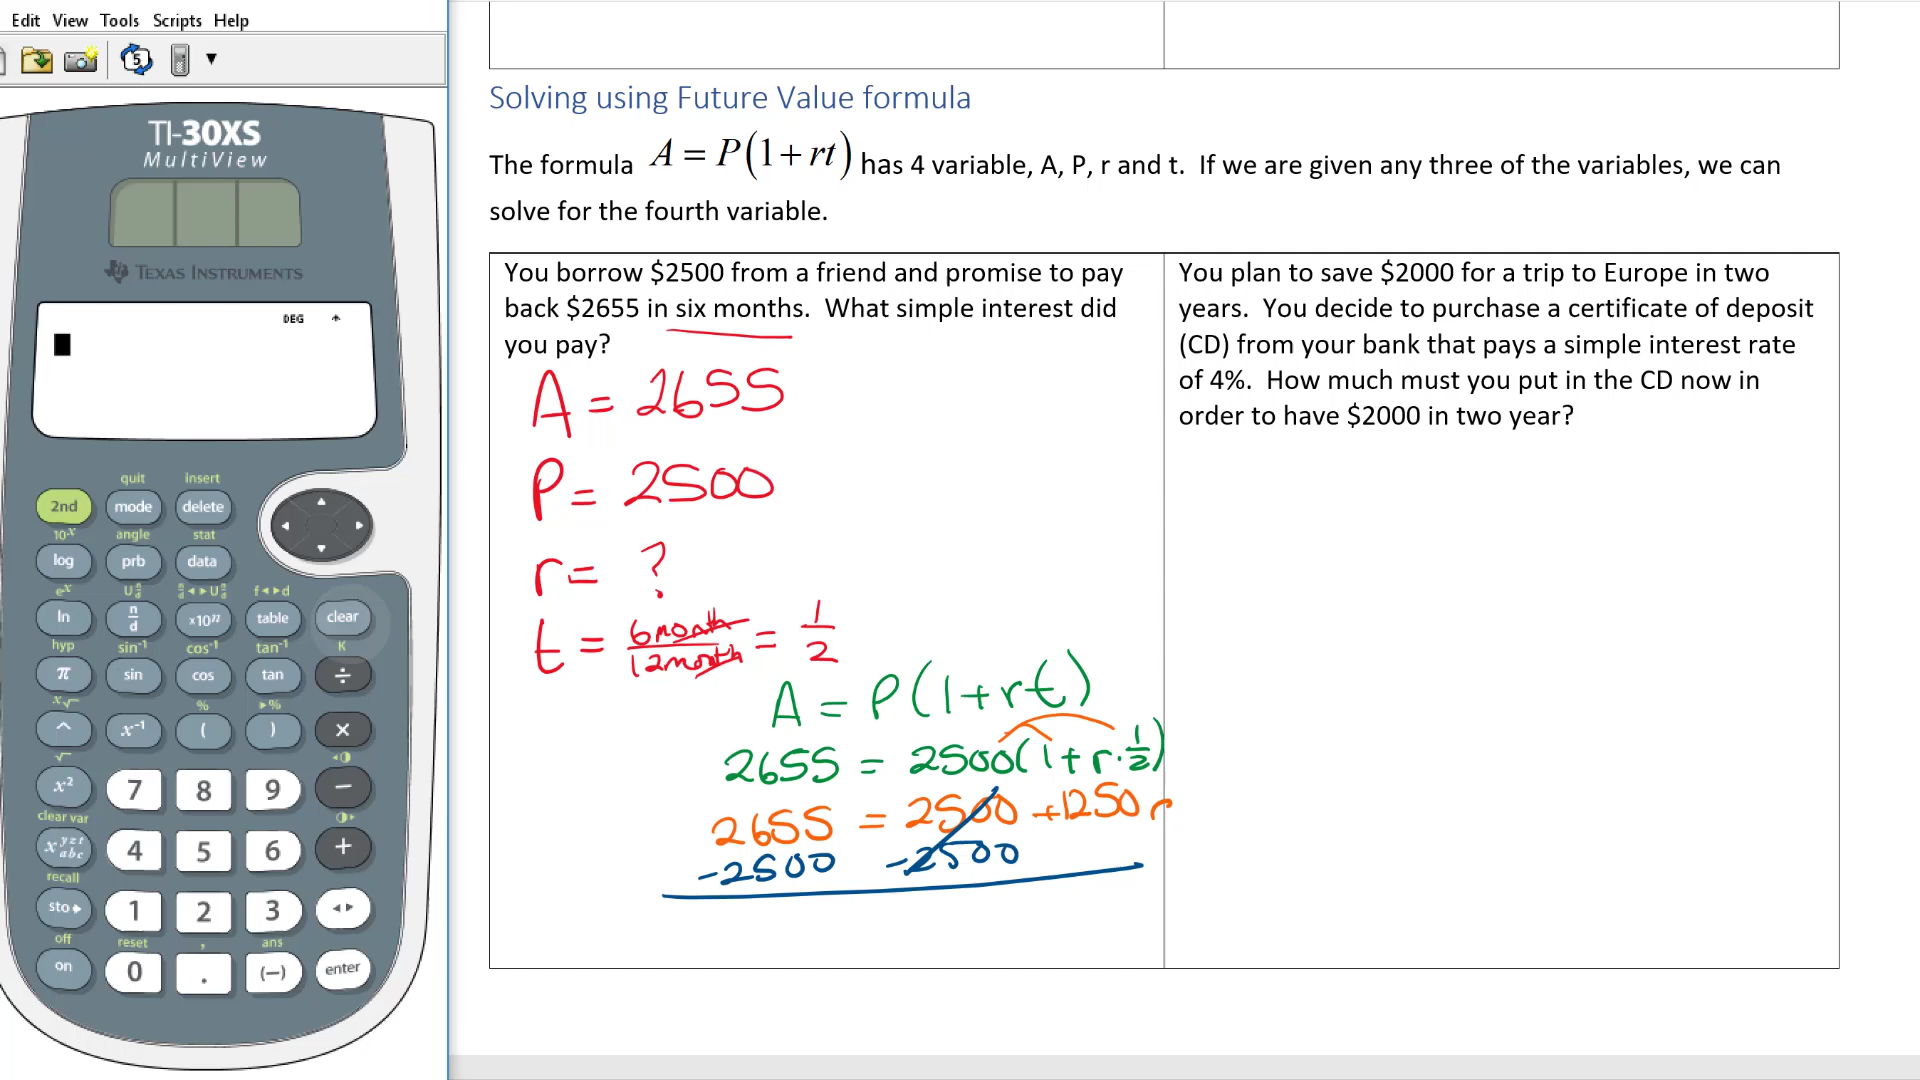 Edit View Tools Scripts Help
5
TI-30XS
MultiView
TEXAS INSTRUMENTS
DEG
quit insert
2nd mode delete
10ˣ angle stat
log prb data
eˣ U n/d n/d◄►U n/d f◄►d
ln n/d x10ⁿ table clear
hyp sin⁻¹ cos⁻¹ tan⁻¹ K
π sin cos tan ÷
ˣ√ % ►%
^ x⁻¹ ( ) ×
√
x² 7 8 9 −
clear var
x yzt abc 4 5 6 +
recall
sto► 1 2 3 ◄►
off reset , ans
on 0 . (−) enter
Solving using Future Value formula
The formula A = P(1 + rt) has 4 variable, A, P, r and t. If we are given any three of the variables, we can
solve for the fourth variable.
You borrow $2500 from a friend and promise to pay
back $2655 in six months. What simple interest did
you pay?
A = 2655
P = 2500
r = ?
t = 6month/12month = 1/2
A = P(1+rt)
2655 = 2500(1+r·1/2)
2655 = 2500 +1250r
-2500 -2500
You plan to save $2000 for a trip to Europe in two
years. You decide to purchase a certificate of deposit
(CD) from your bank that pays a simple interest rate
of 4%. How much must you put in the CD now in
order to have $2000 in two year?